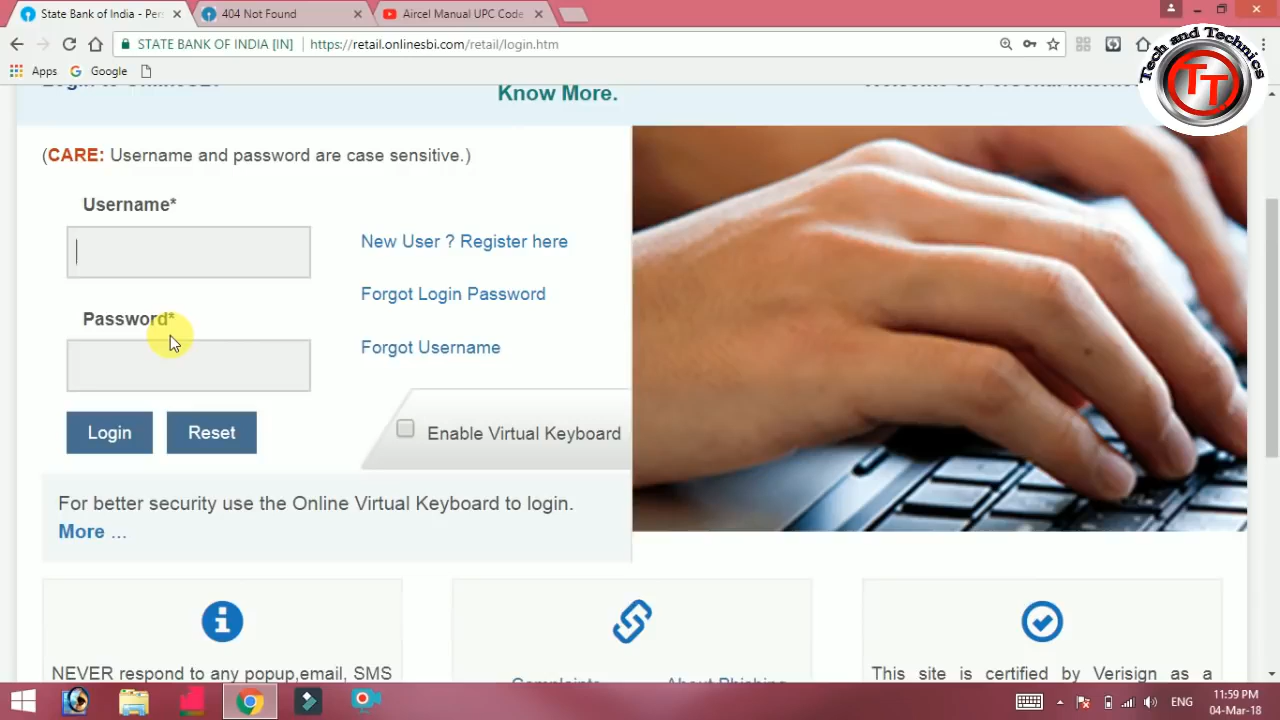 State Bank of India - Pers
404 Not Found
Aircel Manual UPC Code
STATE BANK OF INDIA [IN]
https://retail.onlinesbi.com/retail/login.htm
Apps
Google
Tech and Technics
TT
Know More.
(CARE: Username and password are case sensitive.)
Username*
New User ? Register here
Forgot Login Password
Password*
Forgot Username
Login
Reset
Enable Virtual Keyboard
For better security use the Online Virtual Keyboard to login.
More ...
NEVER respond to any popup,email, SMS
Complaints
About Phishing
This site is certified by Verisign as a
ENG
11:59 PM
04-Mar-18